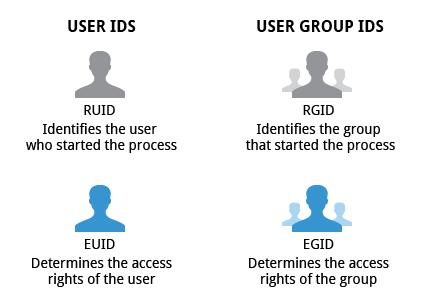 USER IDS
USER GROUP IDS
RUID
Identifies the user
who started the process
RGID
Identifies the group
that started the process
EUID
Determines the access
rights of the user
EGID
Determines the access
rights of the group